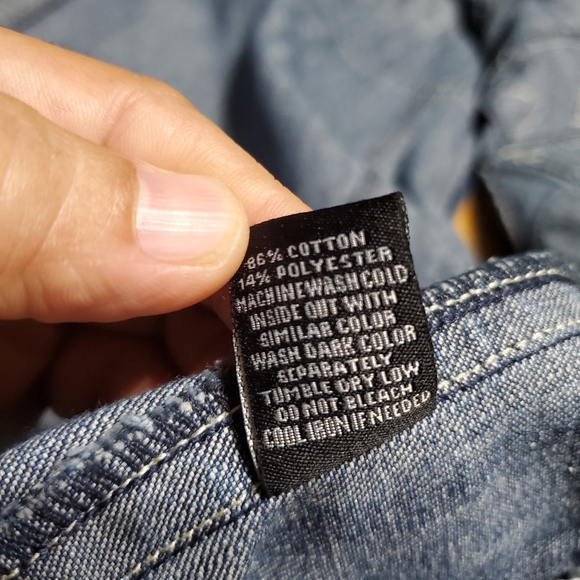 86% COTTON
14% POLYESTER
MACHINE WASH COLD
INSIDE OUT WITH
SIMILAR COLOR
WASH DARK COLOR
SEPARATELY
TUMBLE DRY LOW
DO NOT BLEACH
COOL IRON IF NEEDED